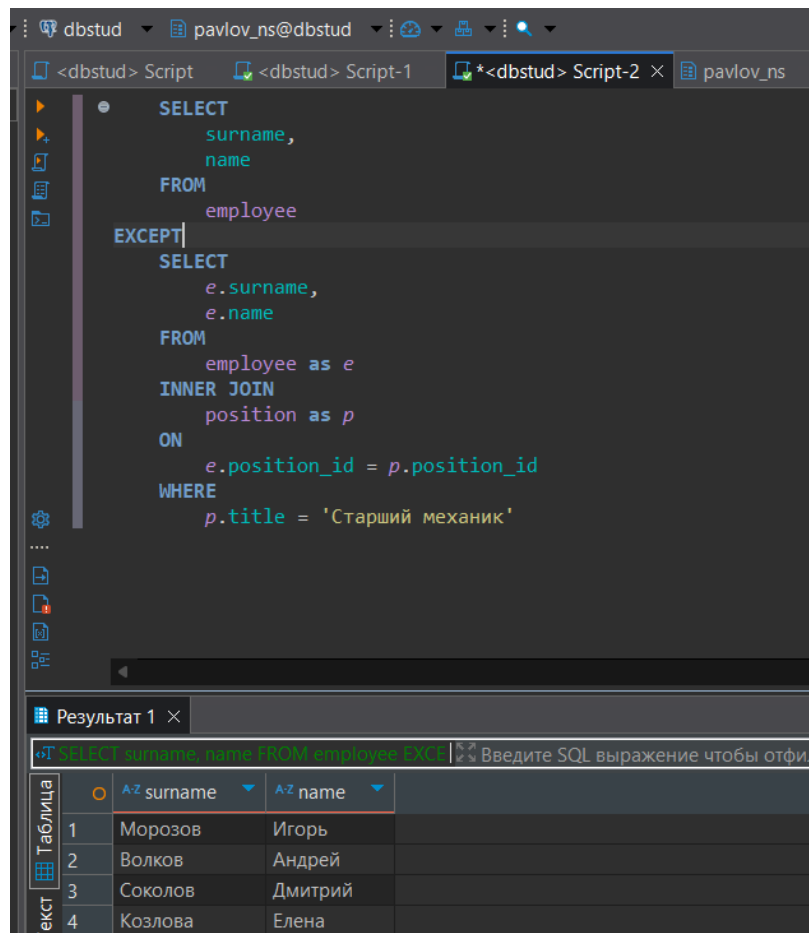 dbstud pavlov_ns@dbstud
<dbstud> Script <dbstud> Script-1 *<dbstud> Script-2 pavlov_ns
SELECT
surname,
name
FROM
employee
EXCEPT
SELECT
e.surname,
e.name
FROM
employee as e
INNER JOIN
position as p
ON
e.position_id = p.position_id
WHERE
p.title = 'Старший механик'
Результат 1
SELECT surname, name FROM employee EXCE Введите SQL выражение чтобы отфи
Таблица
екст
A-Z surname A-Z name
1 Морозов Игорь
2 Волков Андрей
3 Соколов Дмитрий
4 Козлова Елена